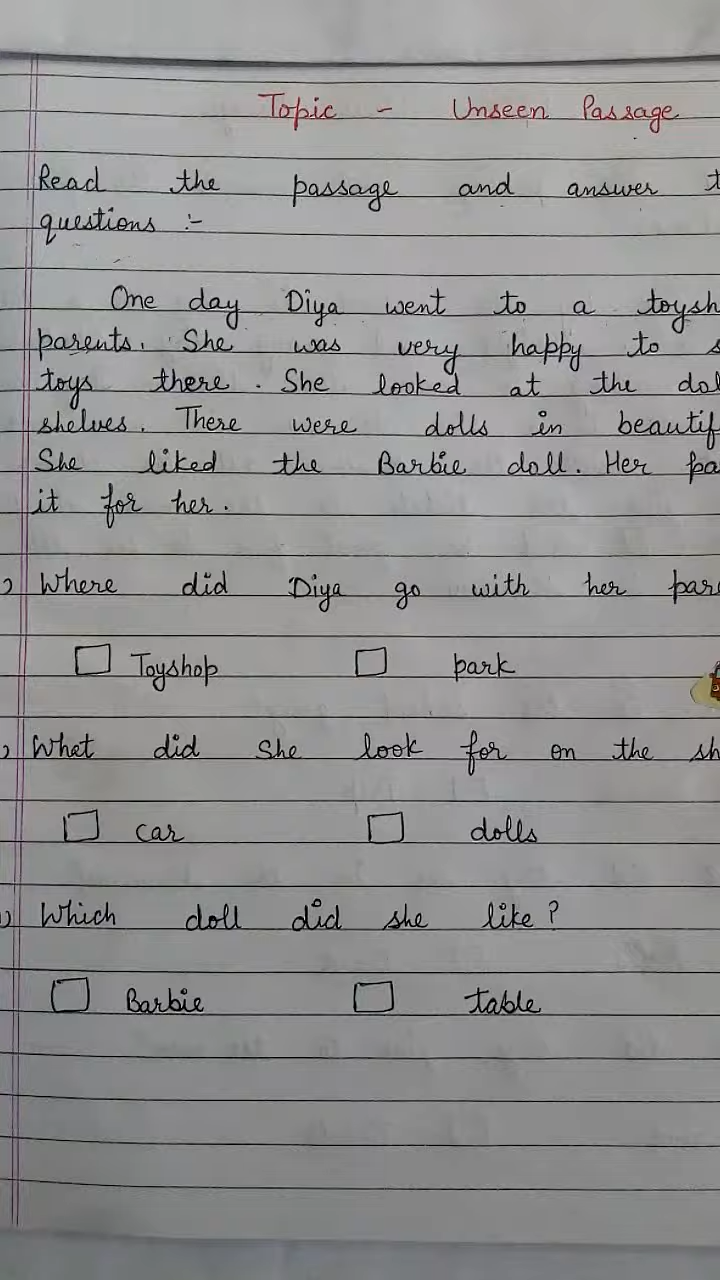 Topic - Unseen Passage
Read the passage and answer
questions :-
One day Diya went to a
parents. She was very happy to
toys there. She looked at the
shelves. There were dolls in
She liked the Barbie doll. Her
it for her.
Where did Diya go with her
Toyshop park
What did she look for on the
car dolls
Which doll did she like?
Barbie table